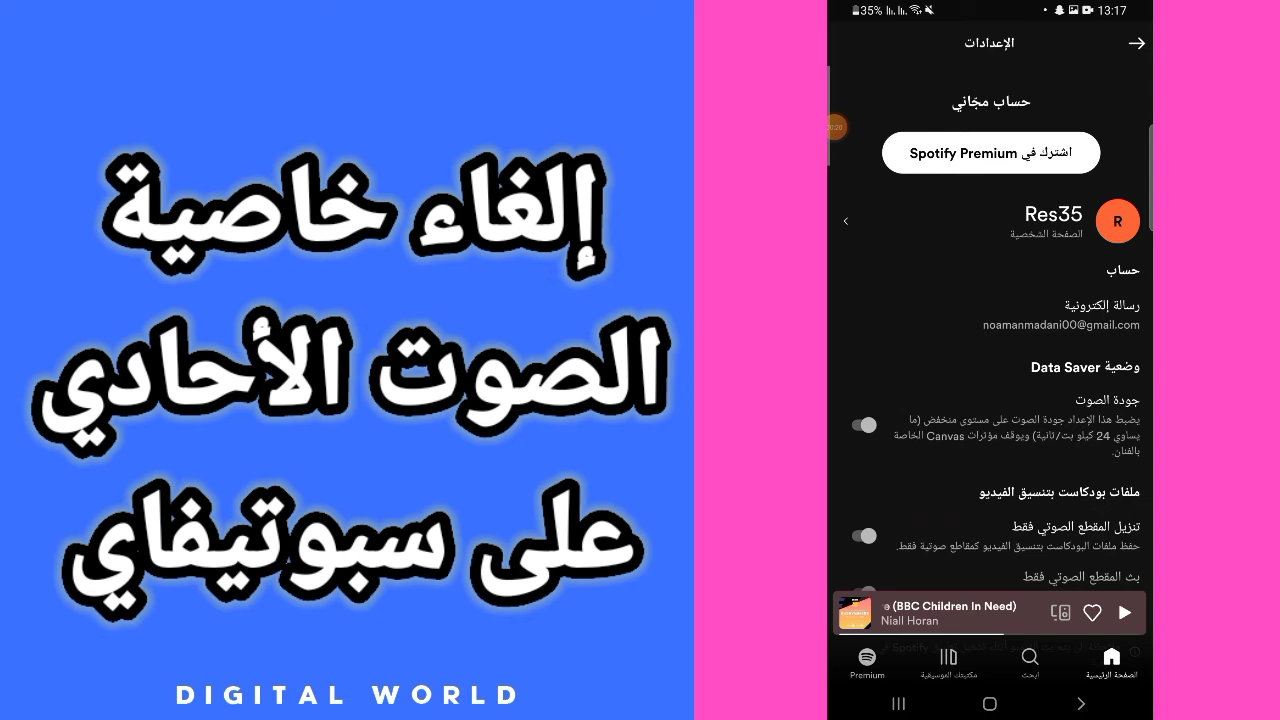 إلغاء خاصية
الصوت الأحادي
على سبوتيفاي
DIGITAL WORLD
35%
13:17
الإعدادات
حساب مجّاني
اشترك في Spotify Premium
R
Res35
الصفحة الشخصية
حساب
رسالة إلكترونية
noamanmadani00@gmail.com
وضعية Data Saver
جودة الصوت
يضبط هذا الإعداد جودة الصوت على مستوى منخفض (ما
يساوي 24 كيلو بت/ثانية) ويوقف مؤثرات Canvas الخاصة
بالفنان.
ملفات بودكاست بتنسيق الفيديو
تنزيل المقطع الصوتي فقط
حفظ ملفات البودكاست بتنسيق الفيديو كمقاطع صوتية فقط.
بث المقطع الصوتي فقط
e (BBC Children In Need)
Niall Horan
الصفحة الرئيسية
ابحث
مكتبتك الموسيقية
Premium